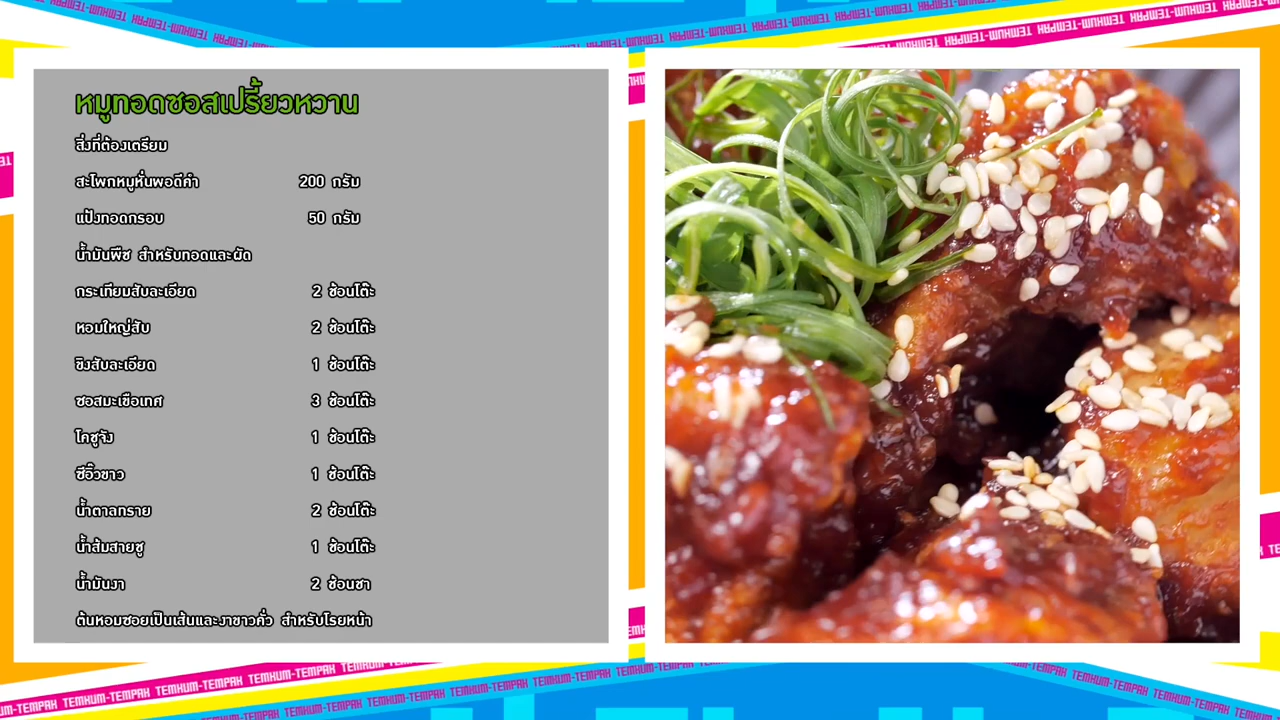 หมูทอดซอสเปรี้ยวหวาน
สิ่งที่ต้องเตรียม
สะโพกหมูหั่นพอดีคำ 200 กรัม
แป้งทอดกรอบ 50 กรัม
น้ำมันพืช สำหรับทอดและผัด
กระเทียมสับละเอียด 2 ช้อนโต๊ะ
หอมใหญ่สับ 2 ช้อนโต๊ะ
ขิงสับละเอียด 1 ช้อนโต๊ะ
ซอสมะเขือเทศ 3 ช้อนโต๊ะ
โคชูจัง 1 ช้อนโต๊ะ
ซีอิ๊วขาว 1 ช้อนโต๊ะ
น้ำตาลทราย 2 ช้อนโต๊ะ
น้ำส้มสายชู 1 ช้อนโต๊ะ
น้ำมันงา 2 ช้อนชา
ต้นหอมซอยเป็นเส้นและงาขาวคั่ว สำหรับโรยหน้า
TEMHUM-TEMPAK TEMHUM-TEMPAK TEMHUM-TEMPAK TEMHUM-TEMPAK